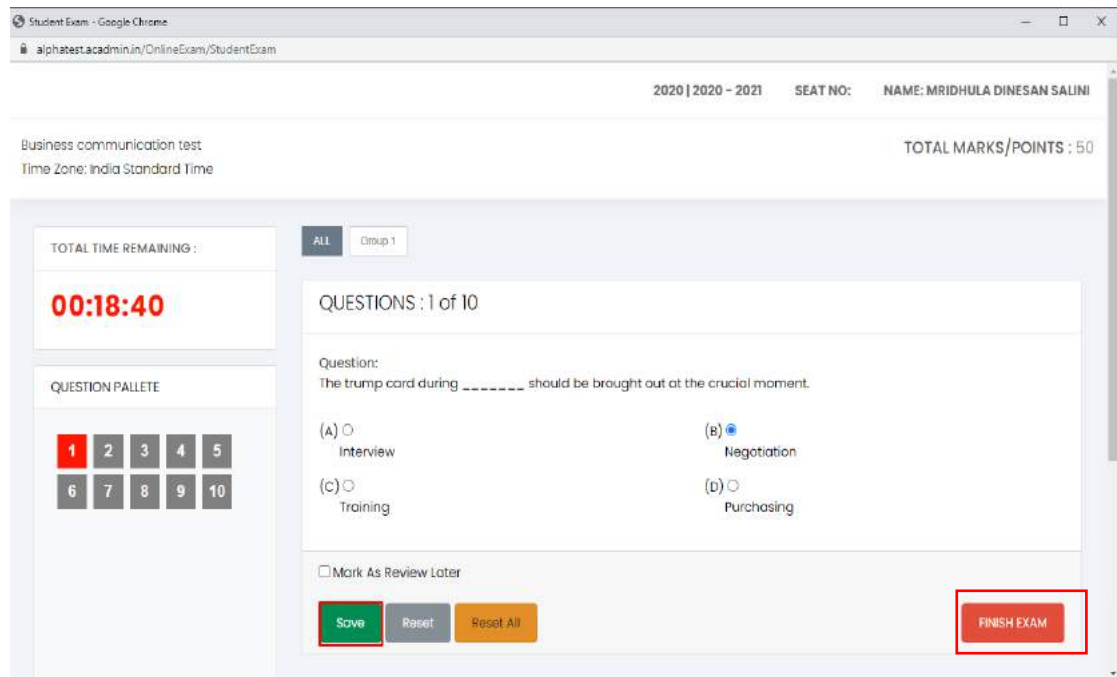 Student Exam - Google Chrome
alphatest.acadmin.in/OnlineExam/StudentExam
2020 | 2020 - 2021 SEAT NO: NAME: MRIDHULA DINESAN SALINI
Business communication test
Time Zone: India Standard Time
TOTAL MARKS/POINTS : 50
TOTAL TIME REMAINING :
00:18:40
QUESTION PALLETE
1 2 3 4 5
6 7 8 9 10
ALL Group 1
QUESTIONS : 1 of 10
Question:
The trump card during _______ should be brought out at the crucial moment.
(A) Interview
(B) Negotiation
(C) Training
(D) Purchasing
Mark As Review Later
Save Reset Reset All FINISH EXAM